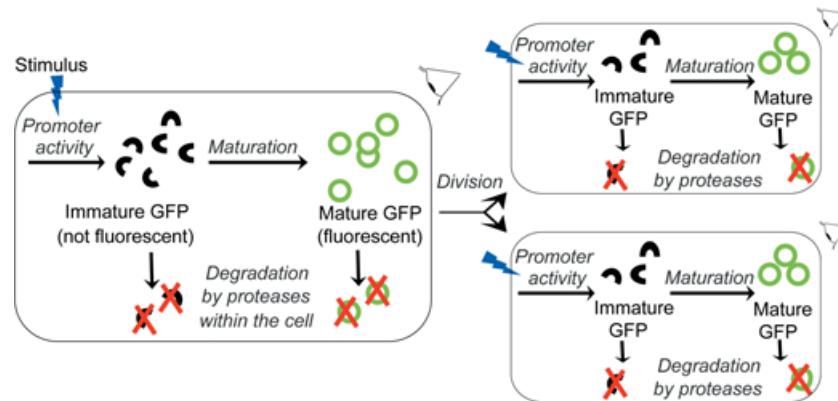 Stimulus
Promoter
activity
Maturation
Immature GFP
(not fluorescent)
Mature GFP
(fluorescent)
Degradation
by proteases
within the cell
Division
Promoter
activity
Maturation
Immature
GFP
Mature
GFP
Degradation
by proteases
Promoter
activity
Maturation
Immature
GFP
Mature
GFP
Degradation
by proteases